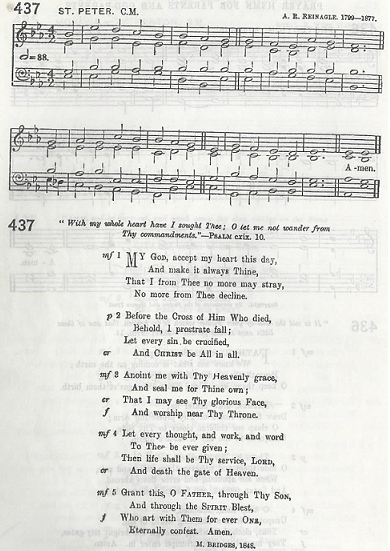 437 ST. PETER. C.M. A. R. REINAGLE. 1799—1877.
=88.
A -men.
437 "With my whole heart have I sought Thee; O let me not wander from
Thy commandments."—PSALM cxix. 10.
mf 1 MY GOD, accept my heart this day,
And make it always Thine,
That I from Thee no more may stray,
No more from Thee decline.
p 2 Before the Cross of Him Who died,
Behold, I prostrate fall;
Let every sin be crucified,
cr And CHRIST be All in all.
mf 3 Anoint me with Thy Heavenly grace,
And seal me for Thine own;
cr That I may see Thy glorious Face,
f And worship near Thy Throne.
mf 4 Let every thought, and work, and word
To Thee be ever given;
Then life shall be Thy service, LORD,
cr And death the gate of Heaven.
mf 5 Grant this, O FATHER, through Thy SON,
And through the SPIRIT Blest,
f Who art with Them for ever ONE,
Eternally confest. Amen.
M. BRIDGES, 1848.